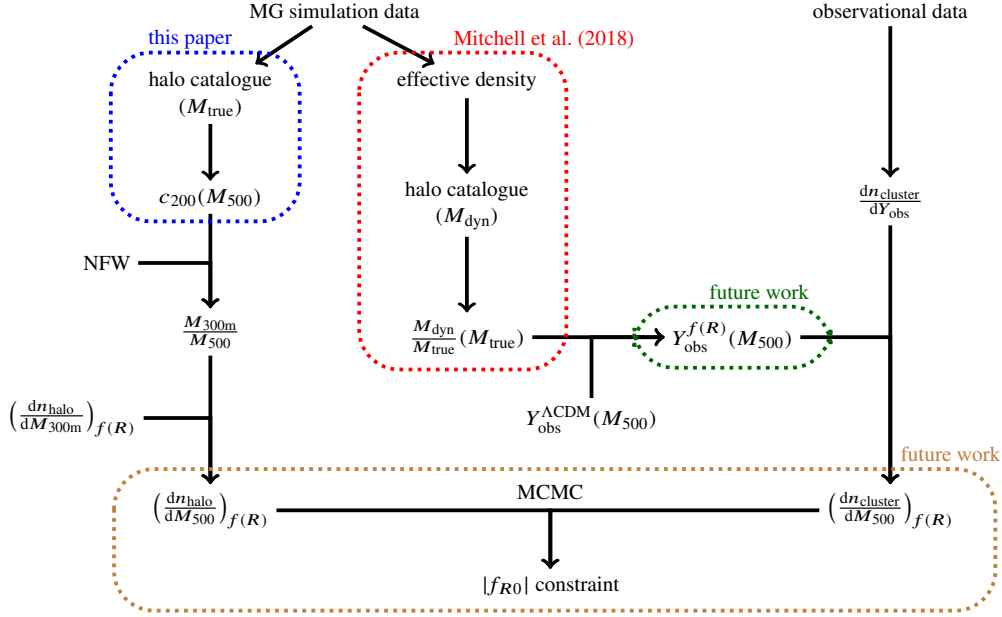 MG simulation data
observational data
this paper
Mitchell et al. (2018)
halo catalogue
(M_true)
effective density
c_200(M_500)
halo catalogue
(M_dyn)
dn_cluster/dY_obs
NFW
future work
M_300m/M_500
M_dyn/M_true(M_true)
Y_obs^f(R)(M_500)
(dn_halo/dM_300m)_f(R)
Y_obs^ΛCDM(M_500)
future work
(dn_halo/dM_500)_f(R)
MCMC
(dn_cluster/dM_500)_f(R)
|f_R0| constraint